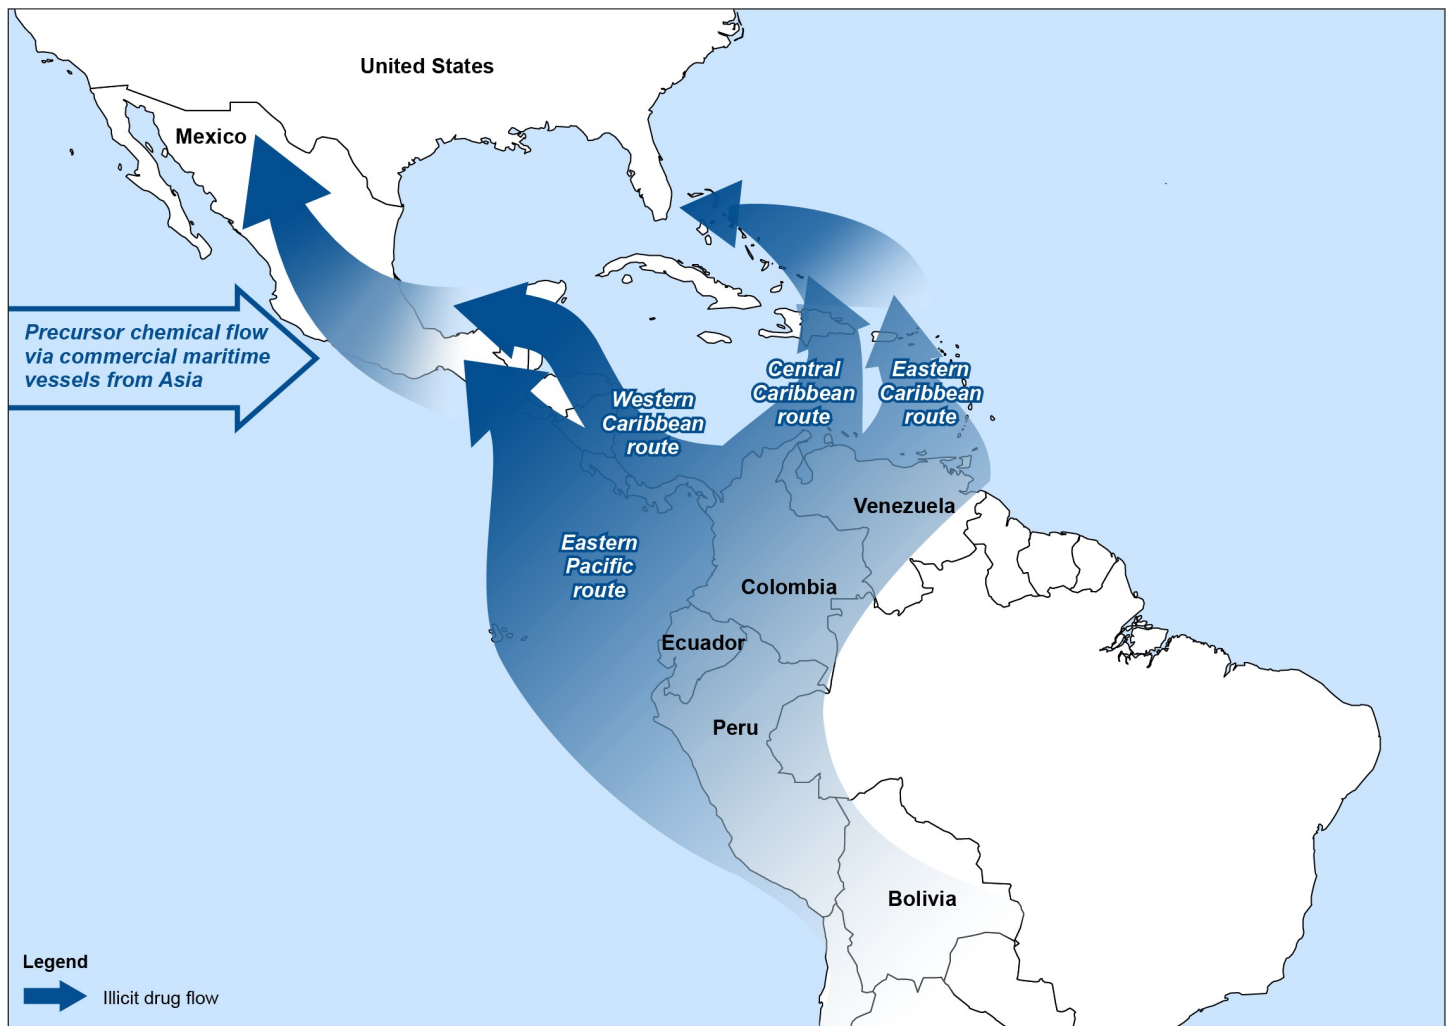 United States
Mexico
Precursor chemical flow
via commercial maritime
vessels from Asia
Western
Caribbean
route
Central
Caribbean
route
Eastern
Caribbean
route
Venezuela
Eastern
Pacific
route
Colombia
Ecuador
Peru
Bolivia
Legend
Illicit drug flow